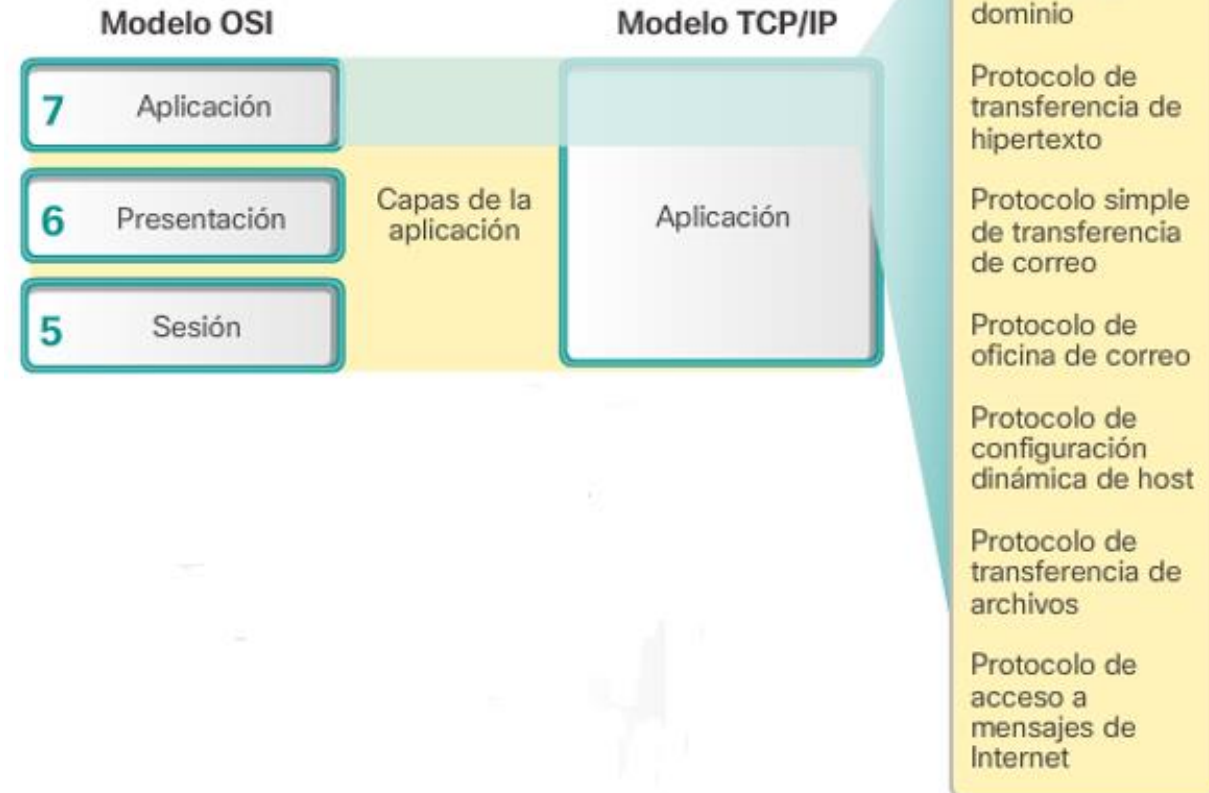 Modelo OSI
Modelo TCP/IP
7 Aplicación
6 Presentación
5 Sesión
Capas de la
aplicación
Aplicación
dominio
Protocolo de
transferencia de
hipertexto
Protocolo simple
de transferencia
de correo
Protocolo de
oficina de correo
Protocolo de
configuración
dinámica de host
Protocolo de
transferencia de
archivos
Protocolo de
acceso a
mensajes de
Internet